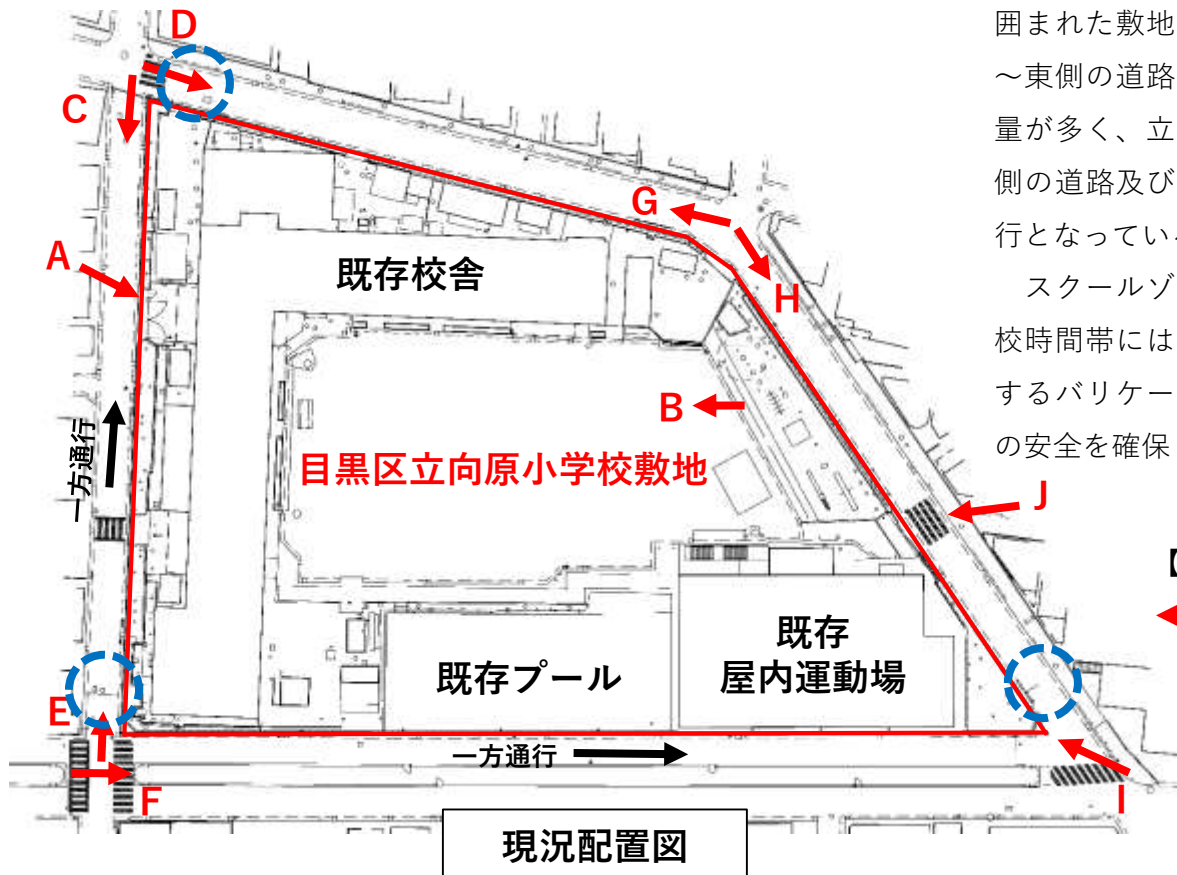 D
C
A
G
H
B
J
E
F
I
既存校舎
目黒区立向原小学校敷地
一方通行
既存プール
既存
屋内運動場
一方通行
現況配置図
囲まれた敷地
~東側の道路
量が多く、立
側の道路及び
行となってい
スクールゾ
校時間帯には
するバリケー
の安全を確保
【